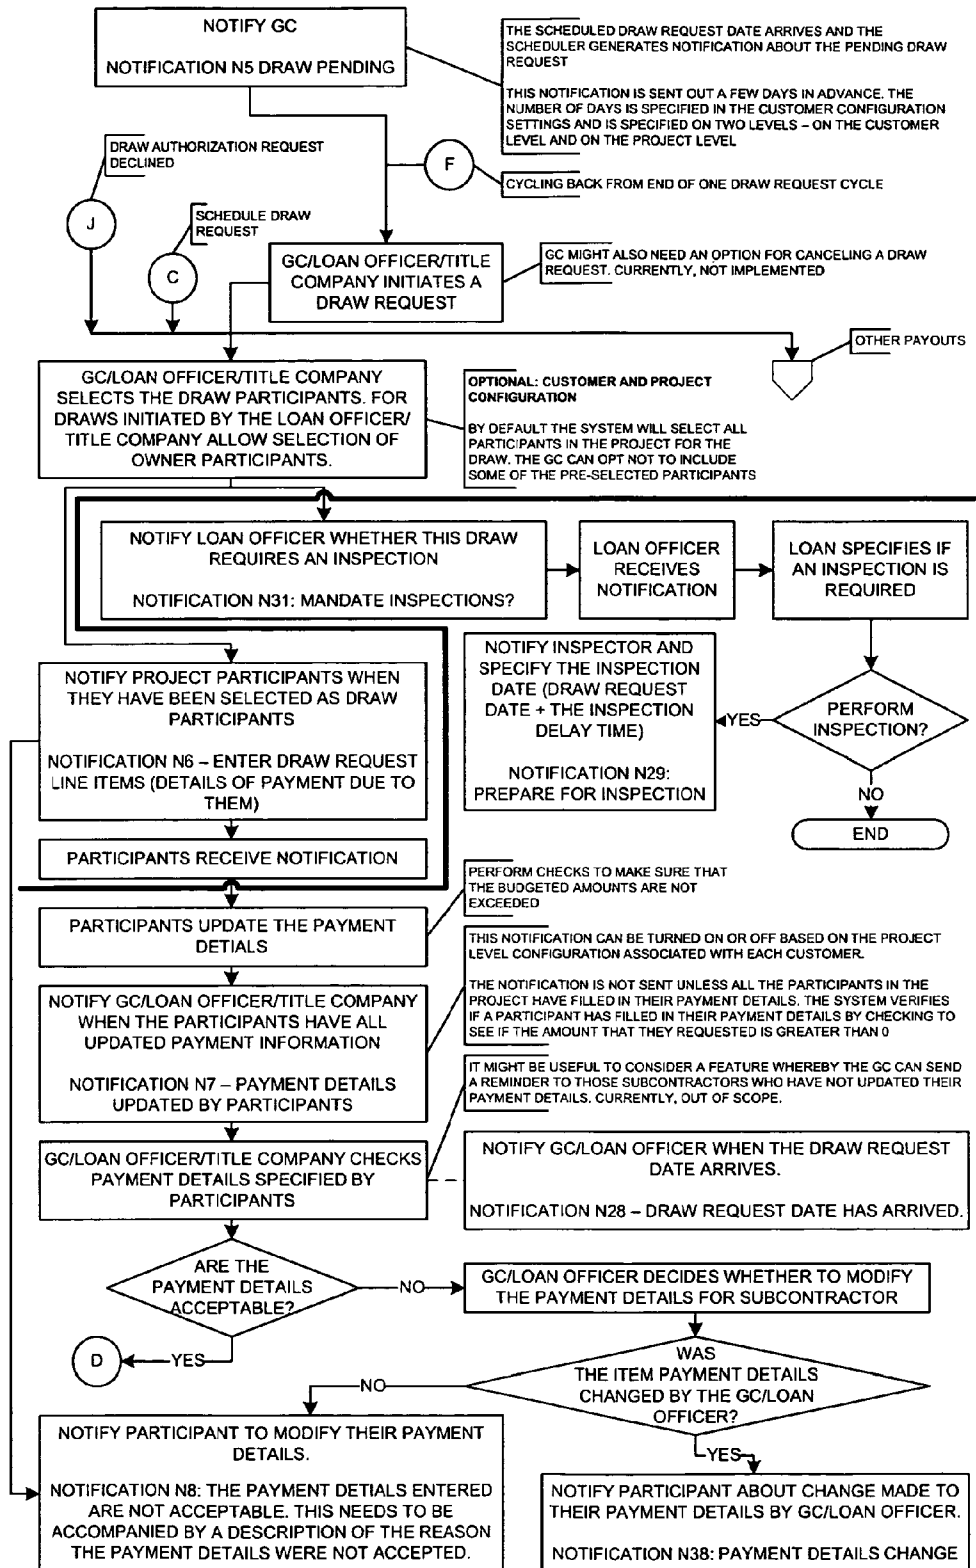 NOTIFY GC
NOTIFICATION N5 DRAW PENDING
THE SCHEDULED DRAW REQUEST DATE ARRIVES AND THE
SCHEDULER GENERATES NOTIFICATION ABOUT THE PENDING DRAW
REQUEST
THIS NOTIFICATION IS SENT OUT A FEW DAYS IN ADVANCE. THE
NUMBER OF DAYS IS SPECIFIED IN THE CUSTOMER CONFIGURATION
SETTINGS AND IS SPECIFIED ON TWO LEVELS – ON THE CUSTOMER
LEVEL AND ON THE PROJECT LEVEL
DRAW AUTHORIZATION REQUEST
DECLINED
F
CYCLING BACK FROM END OF ONE DRAW REQUEST CYCLE
J
SCHEDULE DRAW
REQUEST
C
GC/LOAN OFFICER/TITLE
COMPANY INITIATES A
DRAW REQUEST
GC MIGHT ALSO NEED AN OPTION FOR CANCELING A DRAW
REQUEST. CURRENTLY, NOT IMPLEMENTED
OTHER PAYOUTS
GC/LOAN OFFICER/TITLE COMPANY
SELECTS THE DRAW PARTICIPANTS. FOR
DRAWS INITIATED BY THE LOAN OFFICER/
TITLE COMPANY ALLOW SELECTION OF
OWNER PARTICIPANTS.
OPTIONAL: CUSTOMER AND PROJECT
CONFIGURATION
BY DEFAULT THE SYSTEM WILL SELECT ALL
PARTICIPANTS IN THE PROJECT FOR THE
DRAW. THE GC CAN OPT NOT TO INCLUDE
SOME OF THE PRE-SELECTED PARTICIPANTS
NOTIFY LOAN OFFICER WHETHER THIS DRAW
REQUIRES AN INSPECTION
NOTIFICATION N31: MANDATE INSPECTIONS?
LOAN OFFICER
RECEIVES
NOTIFICATION
LOAN SPECIFIES IF
AN INSPECTION IS
REQUIRED
NOTIFY INSPECTOR AND
SPECIFY THE INSPECTION
DATE (DRAW REQUEST
DATE + THE INSPECTION
DELAY TIME)
NOTIFICATION N29:
PREPARE FOR INSPECTION
YES
PERFORM
INSPECTION?
NO
END
NOTIFY PROJECT PARTICIPANTS WHEN
THEY HAVE BEEN SELECTED AS DRAW
PARTICIPANTS
NOTIFICATION N6 – ENTER DRAW REQUEST
LINE ITEMS (DETAILS OF PAYMENT DUE TO
THEM)
PARTICIPANTS RECEIVE NOTIFICATION
PERFORM CHECKS TO MAKE SURE THAT
THE BUDGETED AMOUNTS ARE NOT
EXCEEDED
PARTICIPANTS UPDATE THE PAYMENT
DETIALS
THIS NOTIFICATION CAN BE TURNED ON OR OFF BASED ON THE PROJECT
LEVEL CONFIGURATION ASSOCIATED WITH EACH CUSTOMER.
THE NOTIFICATION IS NOT SENT UNLESS ALL THE PARTICIPANTS IN
THE PROJECT HAVE FILLED IN THEIR PAYMENT DETAILS. THE SYSTEM VERIFIES
IF A PARTICIPANT HAS FILLED IN THEIR PAYMENT DETAILS BY CHECKING TO
SEE IF THE AMOUNT THAT THEY REQUESTED IS GREATER THAN 0
NOTIFY GC/LOAN OFFICER/TITLE COMPANY
WHEN THE PARTICIPANTS HAVE ALL
UPDATED PAYMENT INFORMATION
NOTIFICATION N7 – PAYMENT DETAILS
UPDATED BY PARTICIPANTS
IT MIGHT BE USEFUL TO CONSIDER A FEATURE WHEREBY THE GC CAN SEND
A REMINDER TO THOSE SUBCONTRACTORS WHO HAVE NOT UPDATED THEIR
PAYMENT DETAILS. CURRENTLY, OUT OF SCOPE.
GC/LOAN OFFICER/TITLE COMPANY CHECKS
PAYMENT DETAILS SPECIFIED BY
PARTICIPANTS
NOTIFY GC/LOAN OFFICER WHEN THE DRAW REQUEST
DATE ARRIVES.
NOTIFICATION N28 – DRAW REQUEST DATE HAS ARRIVED.
ARE THE
PAYMENT DETAILS
ACCEPTABLE?
NO
GC/LOAN OFFICER DECIDES WHETHER TO MODIFY
THE PAYMENT DETAILS FOR SUBCONTRACTOR
D
YES
WAS
THE ITEM PAYMENT DETAILS
CHANGED BY THE GC/LOAN
OFFICER?
NO
YES
NOTIFY PARTICIPANT TO MODIFY THEIR PAYMENT
DETAILS.
NOTIFICATION N8: THE PAYMENT DETIALS ENTERED
ARE NOT ACCEPTABLE. THIS NEEDS TO BE
ACCOMPANIED BY A DESCRIPTION OF THE REASON
THE PAYMENT DETAILS WERE NOT ACCEPTED.
NOTIFY PARTICIPANT ABOUT CHANGE MADE TO
THEIR PAYMENT DETAILS BY GC/LOAN OFFICER.
NOTIFICATION N38: PAYMENT DETAILS CHANGE